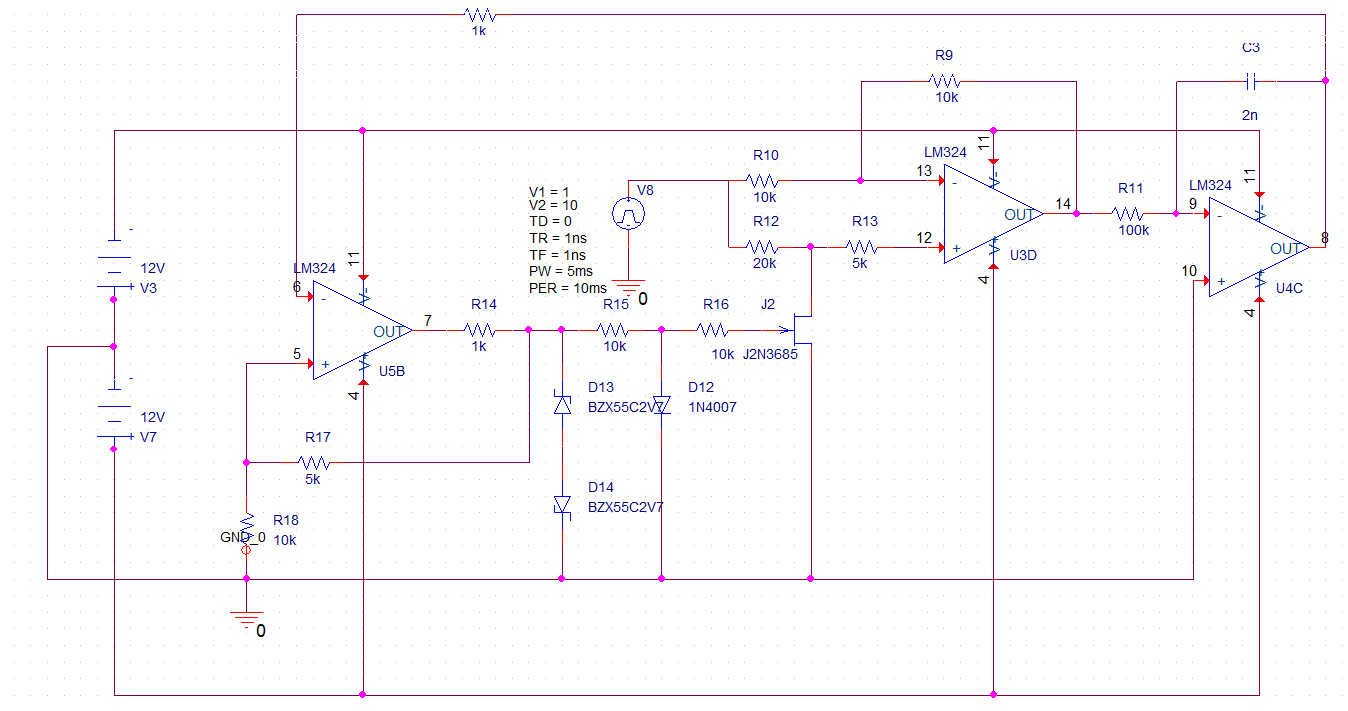 1k
C3
R9
10k
2n
11
11
LM324
R10
13
-
V-
10k
OUT
14
R11
LM324
9
-
V-
100k
V1 = 1
V2 = 10
TD = 0
TR = 1ns
TF = 1ns
PW = 5ms
PER = 10ms
V8
0
R12
20k
R13
5k
12
+
V+
U3D
4
OUT
8
10
+
V+
U4C
4
-
12V
+
V3
11
LM324
6
-
V-
OUT
7
R14
1k
R15
10k
R16
10k
J2
J2N3685
5
+
V+
U5B
4
-
12V
+
V7
D13
BZX55C2V7
D12
1N4007
R17
5k
D14
BZX55C2V7
R18
GND_0
10k
0